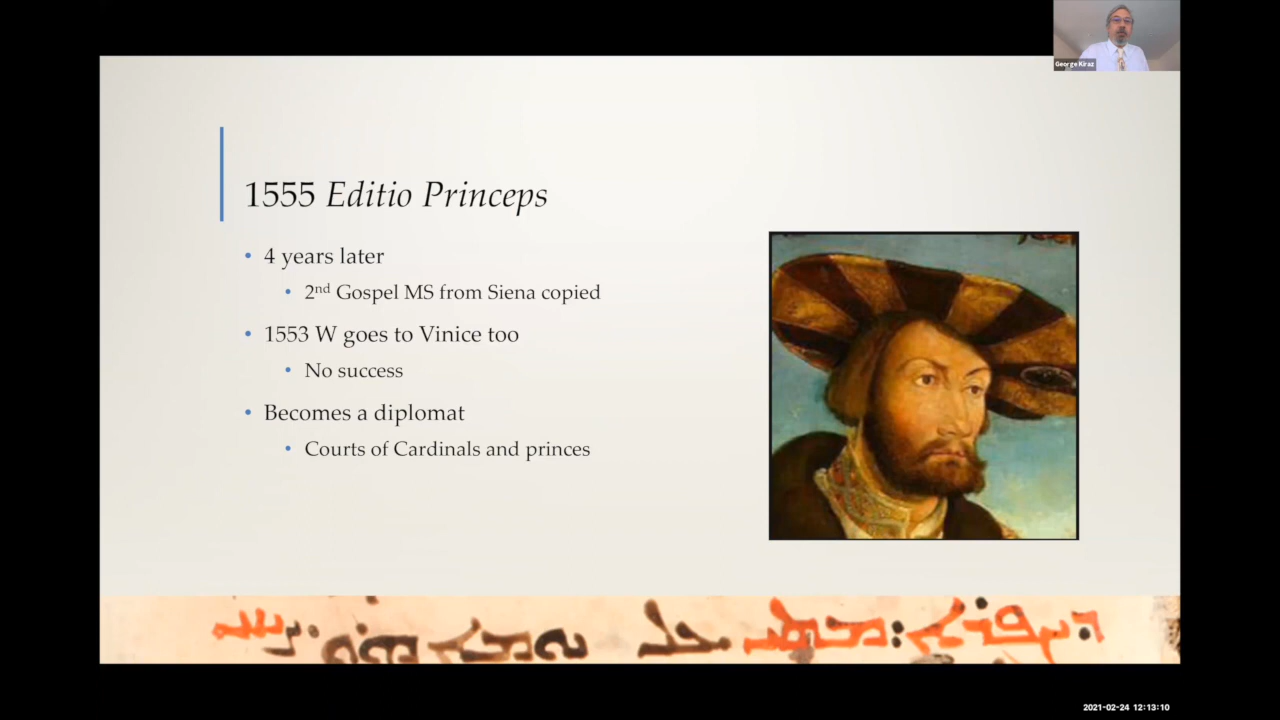 George Kiraz
1555 Editio Princeps
• 4 years later
• 2nd Gospel MS from Siena copied
• 1553 W goes to Vinice too
• No success
• Becomes a diplomat
• Courts of Cardinals and princes
2021-02-24 12:13:10